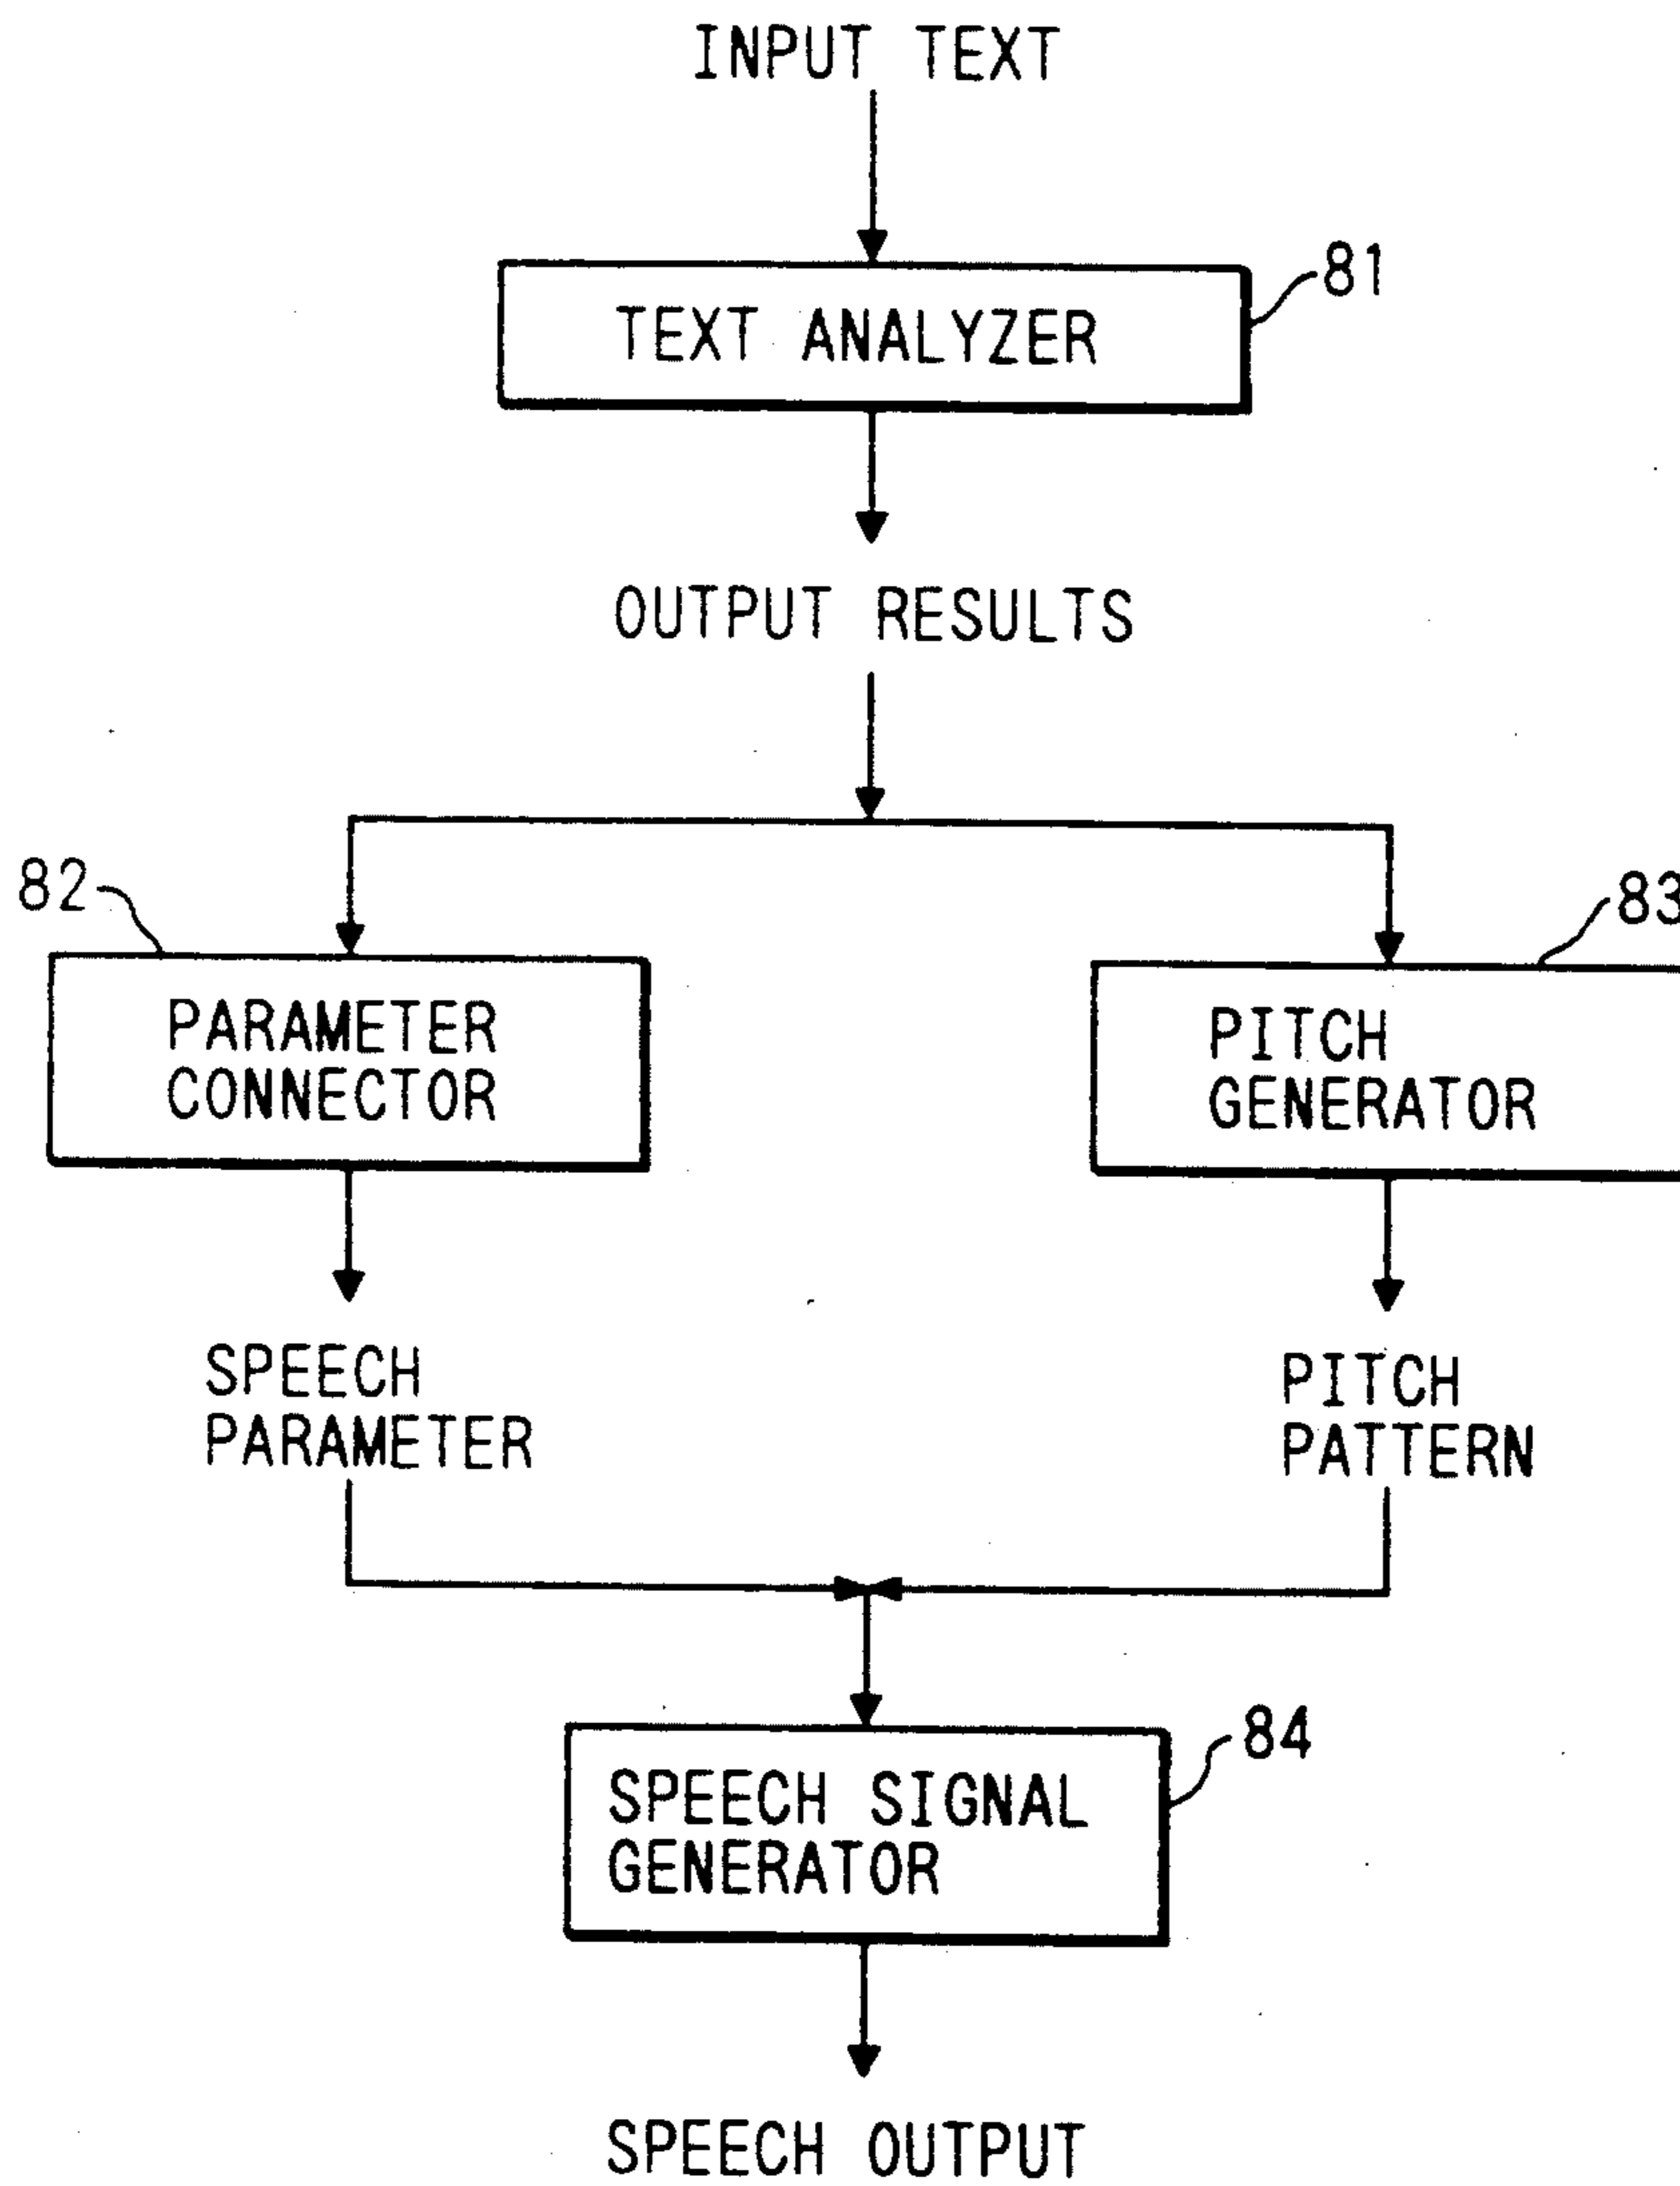 INPUT TEXT
81
TEXT ANALYZER
OUTPUT RESULTS
82
83
PARAMETER
CONNECTOR
PITCH
GENERATOR
SPEECH
PARAMETER
PITCH
PATTERN
84
SPEECH SIGNAL
GENERATOR
SPEECH OUTPUT